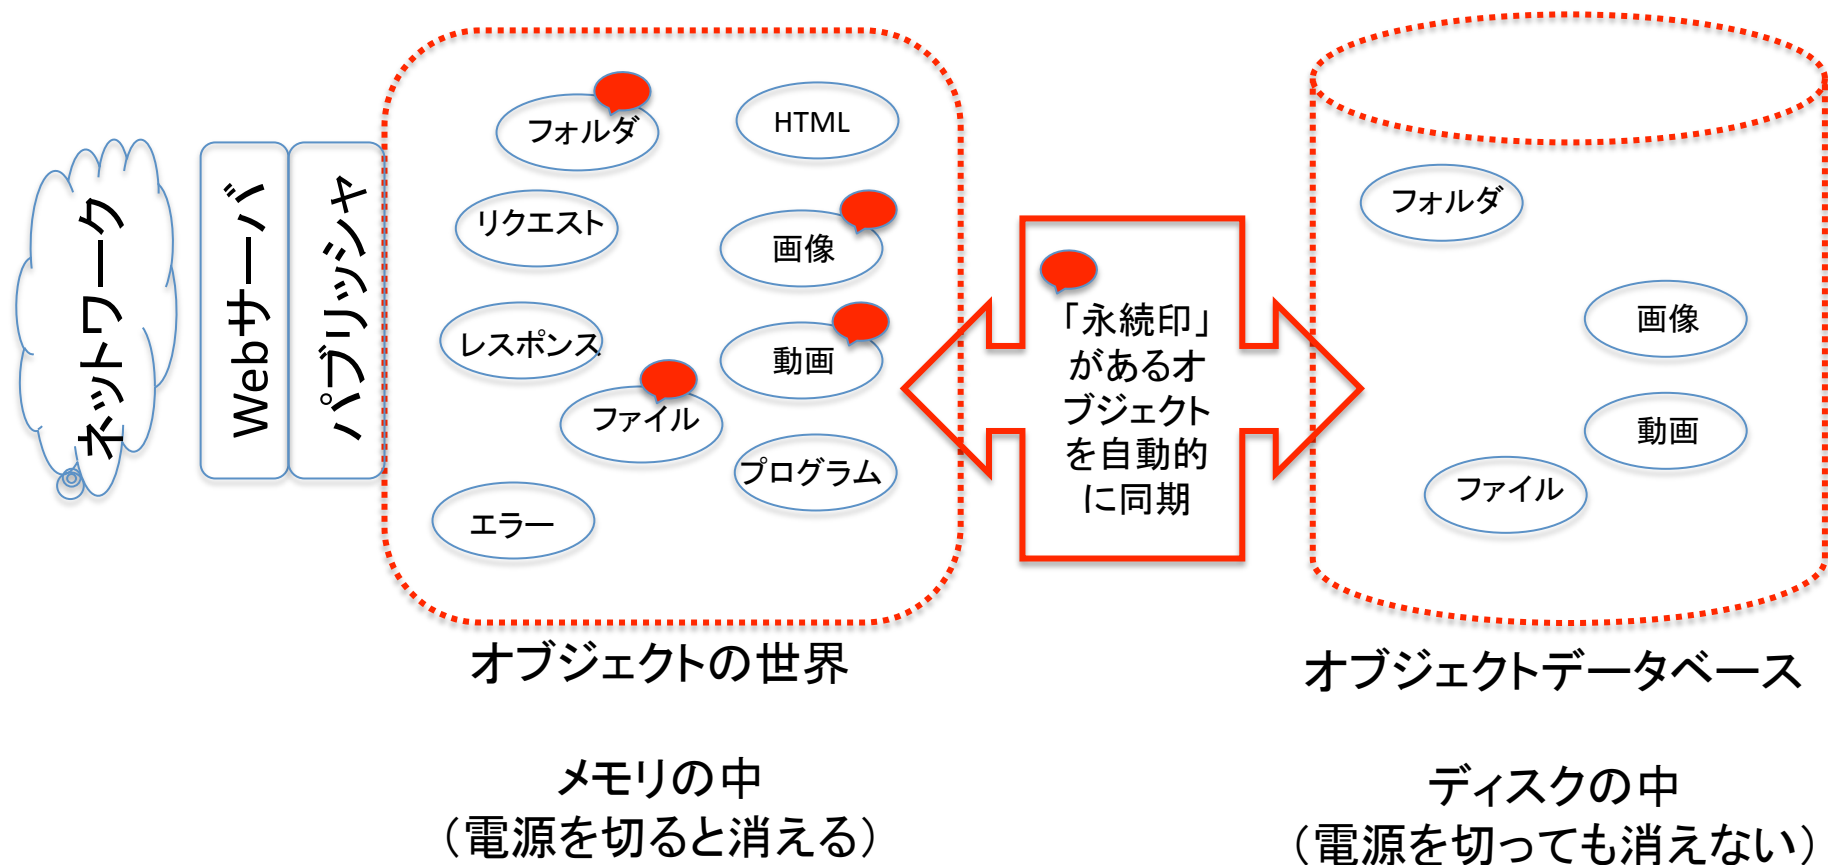 ネットワーク
Webサーバ
パブリッシャ
フォルダ
HTML
リクエスト
画像
レスポンス
動画
ファイル
プログラム
エラー
オブジェクトの世界
メモリの中
（電源を切ると消える）
「永続印」
があるオ
ブジェクト
を自動的
に同期
フォルダ
画像
動画
ファイル
オブジェクトデータベース
ディスクの中
（電源を切っても消えない）